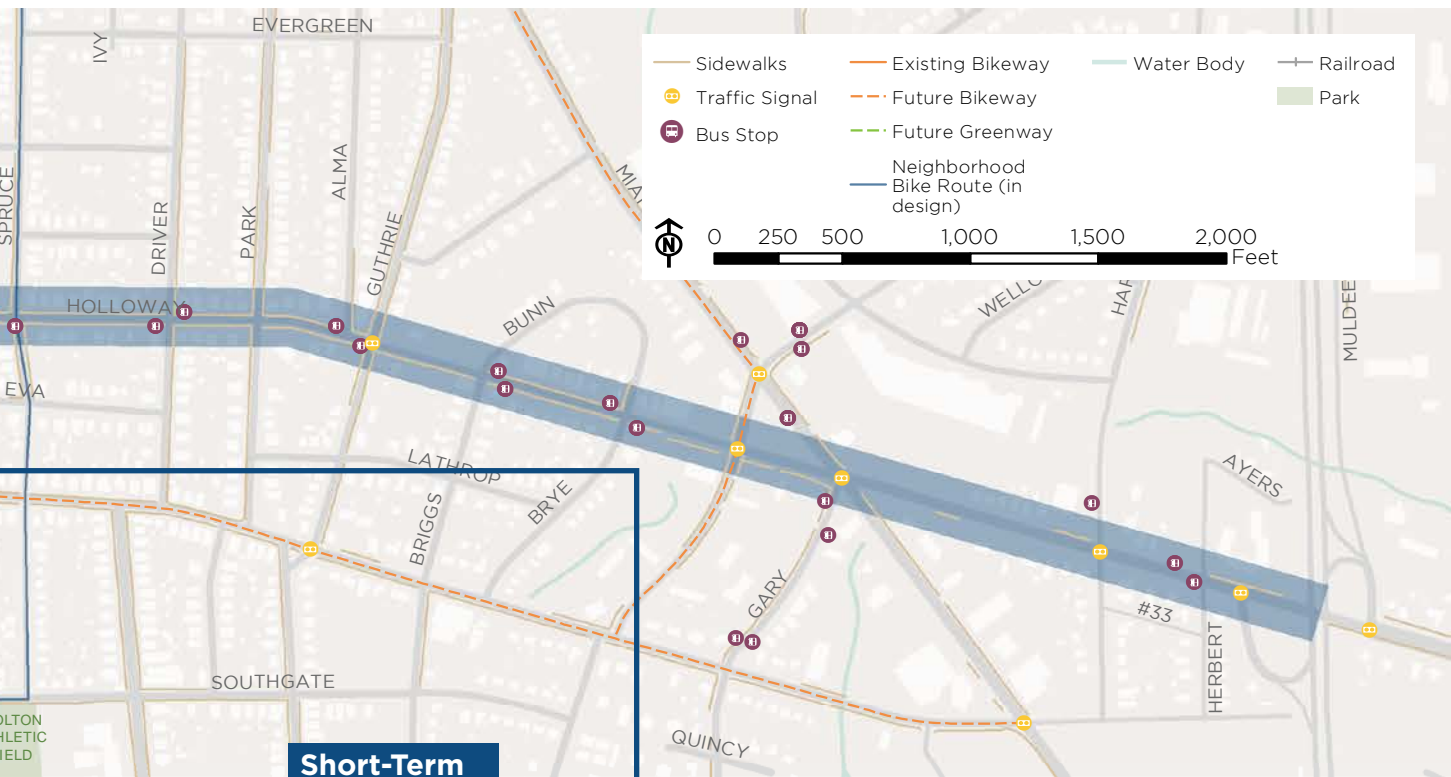 EVERGREEN
IVY
Sidewalks
Traffic Signal
Bus Stop
Existing Bikeway
Future Bikeway
Future Greenway
Neighborhood
Bike Route (in
design)
Water Body
Railroad
Park
N
0 250 500 1,000 1,500 2,000
Feet
SPRUCE
DRIVER
PARK
ALMA
GUTHRIE
HOLLOWAY
BUNN
EVA
LATHROP
BRYE
BRIGGS
GARY
AYERS
#33
HERBERT
SOUTHGATE
QUINCY
Short-Term